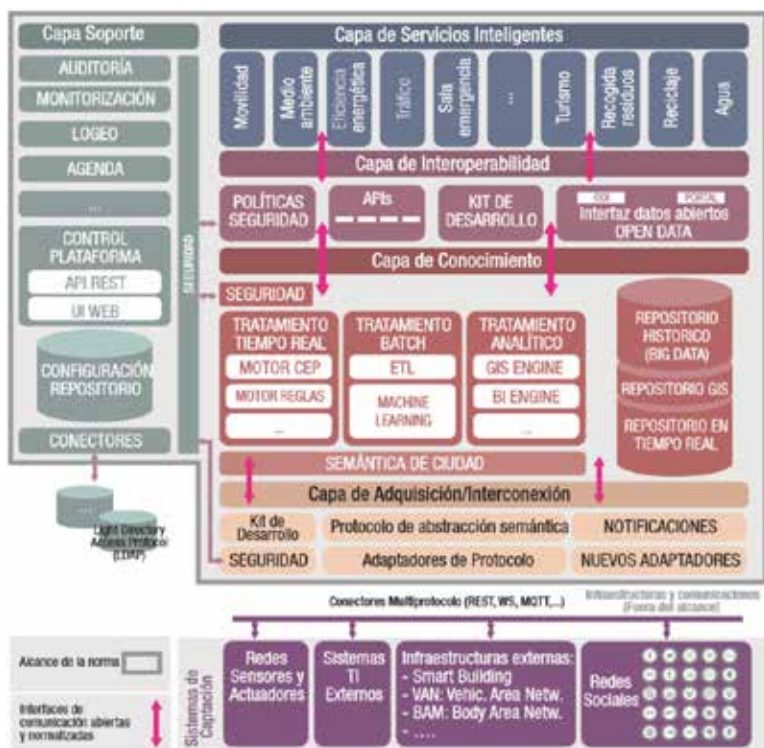 Capa Soporte
AUDITORÍA
MONITORIZACIÓN
LOGEO
AGENDA
...
CONTROL
PLATAFORMA
API REST
UI WEB
CONFIGURACIÓN
REPOSITORIO
CONECTORES
SEGURIDAD
...
Light Directory
Access Protocol
(LDAP)
Capa de Servicios Inteligentes
Movilidad
Medio
ambiente
Eficiencia
energética
Tráfico
Sala
emergencia
...
Turismo
Recogida
residuos
Reciclaje
Agua
Capa de Interoperabilidad
POLÍTICAS
SEGURIDAD
APIs
KIT DE
DESARROLLO
PORTAL
Interfaz datos abiertos
OPEN DATA
Capa de Conocimiento
SEGURIDAD
TRATAMIENTO
TIEMPO REAL
MOTOR CEP
MOTOR REGLAS
...
TRATAMIENTO
BATCH
ETL
MACHINE
LEARNING
TRATAMIENTO
ANALÍTICO
GIS ENGINE
BI ENGINE
...
REPOSITORIO
HISTÓRICO
(BIG DATA)
REPOSITORIO GIS
REPOSITORIO EN
TIEMPO REAL
SEMÁNTICA DE CIUDAD
Capa de Adquisición/Interconexión
Kit de
Desarrollo
Protocolo de abstracción semántica
NOTIFICACIONES
SEGURIDAD
Adaptadores de Protocolo
NUEVOS ADAPTADORES
Conectores Multiprotocolo (REST, WS, MQTT,...)
Infraestructuras y comunicaciones
(Fuera del alcance)
Alcance de la norma
Interfaces de
comunicación abiertas
y normalizadas
Sistemas de
Captación
Redes
Sensores y
Actuadores
Sistemas
TI
Externos
Infraestructuras externas:
- Smart Building
- VAN: Vehic. Area Netw.
- BAM: Body Area Netw.
- ....
Redes
Sociales